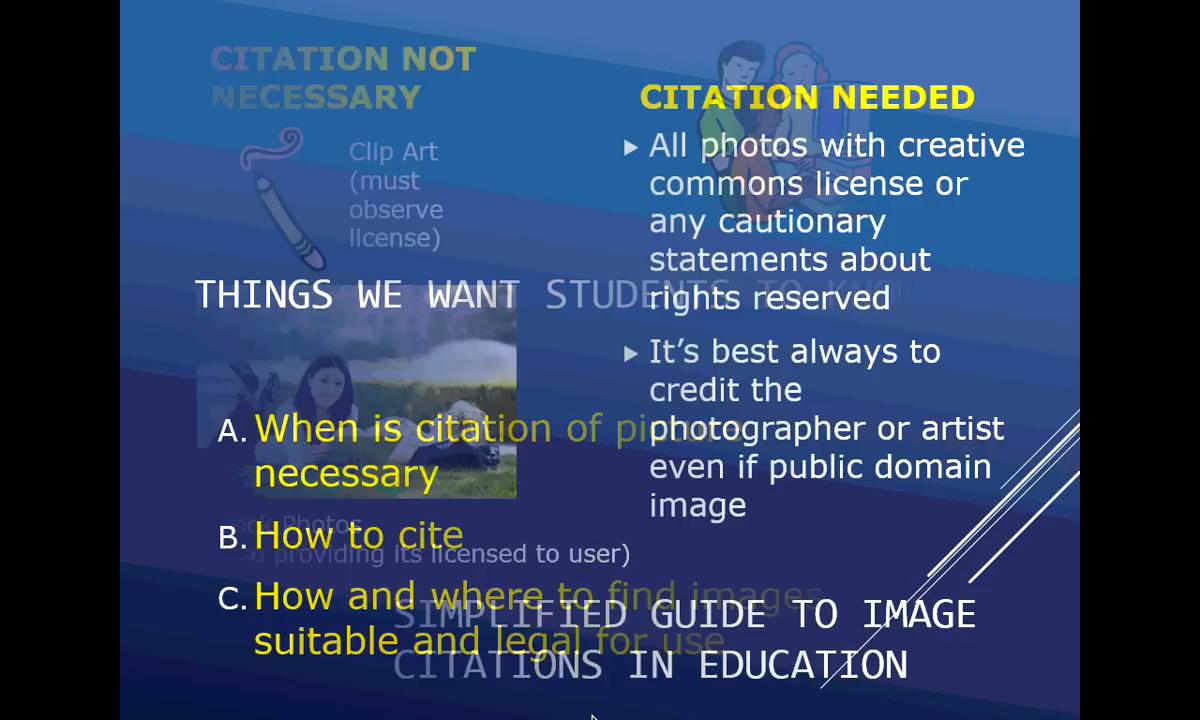 CITATION NOT
NECESSARY
Clip Art
(must
observe
license)
CITATION NEEDED
All photos with creative
commons license or
any cautionary
statements about
rights reserved
It's best always to
credit the
photographer or artist
even if public domain
image
THINGS WE WANT STUDENTS TO
A. When is citation of picture
necessary
B. How to cite
C. How and where to find images
suitable and legal for use
Photos
providing its licensed to user)
SIMPLIFIED GUIDE TO IMAGE
CITATIONS IN EDUCATION